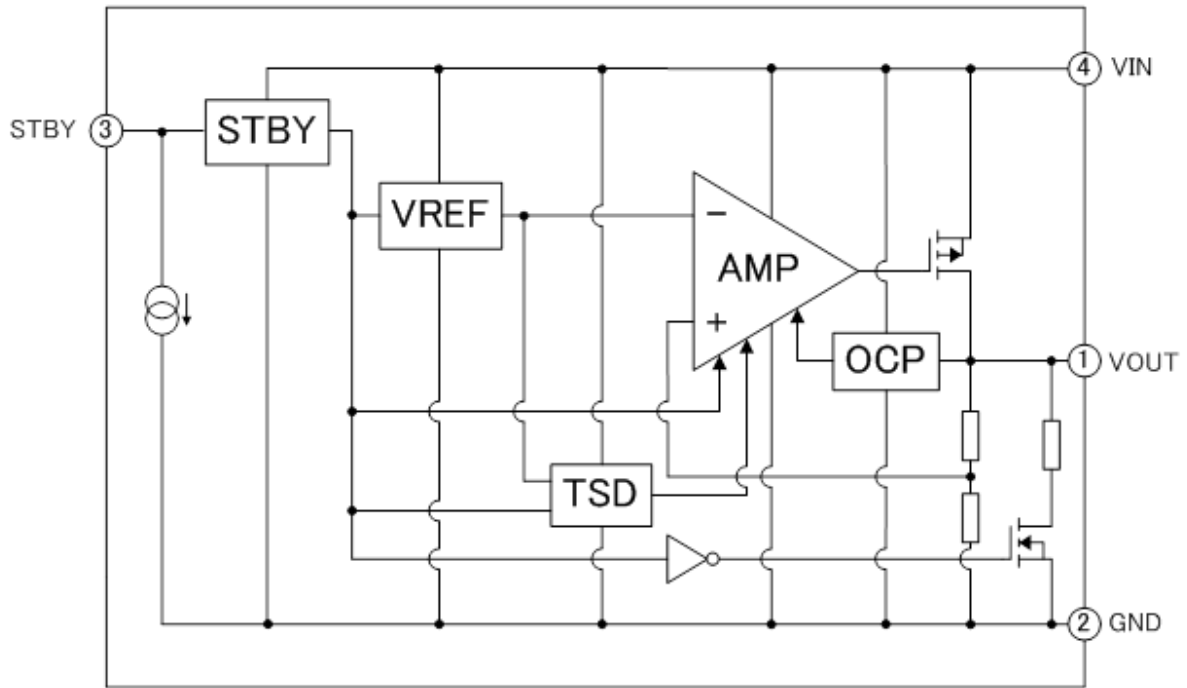 4 VIN
STBY 3
STBY
VREF
−
AMP
+
OCP
1 VOUT
TSD
2 GND